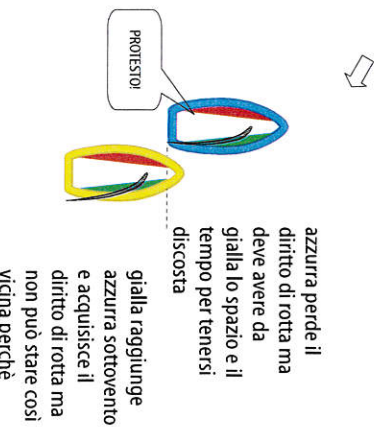 PROTESTO!
azzurra perde il
diritto di rotta ma
deve avere da
gialla lo spazio e il
tempo per tenersi
discosta
gialla raggiunge
azzurra sottovento
e acquisisce il
diritto di rotta ma
non può stare così
vicina perchè